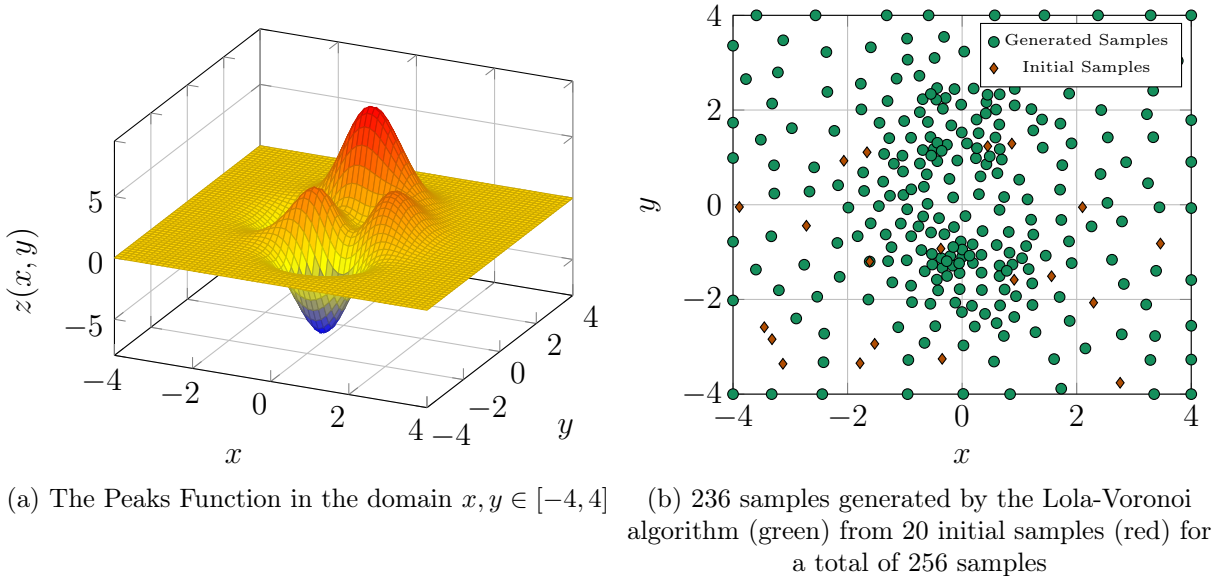 5
0
−5
z(x, y)
−4
−2
0
2
4
x
−4
−2
0
2
4
y
4
2
0
−2
−4
y
−4
−2
0
2
4
x
Generated Samples
Initial Samples
(a) The Peaks Function in the domain x, y ∈ [−4, 4]
(b) 236 samples generated by the Lola-Voronoi
algorithm (green) from 20 initial samples (red) for
a total of 256 samples